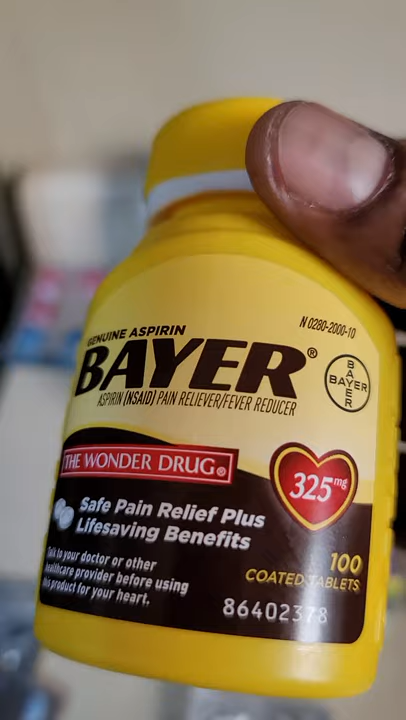 N 0280-2000-10
GENUINE ASPIRIN
BAYER®
ASPIRIN (NSAID) PAIN RELIEVER/FEVER REDUCER
BAYER
BAYER
THE WONDER DRUG®
325mg
Safe Pain Relief Plus
Lifesaving Benefits
Talk to your doctor or other
healthcare provider before using
this product for your heart.
100
COATED TABLETS
86402378